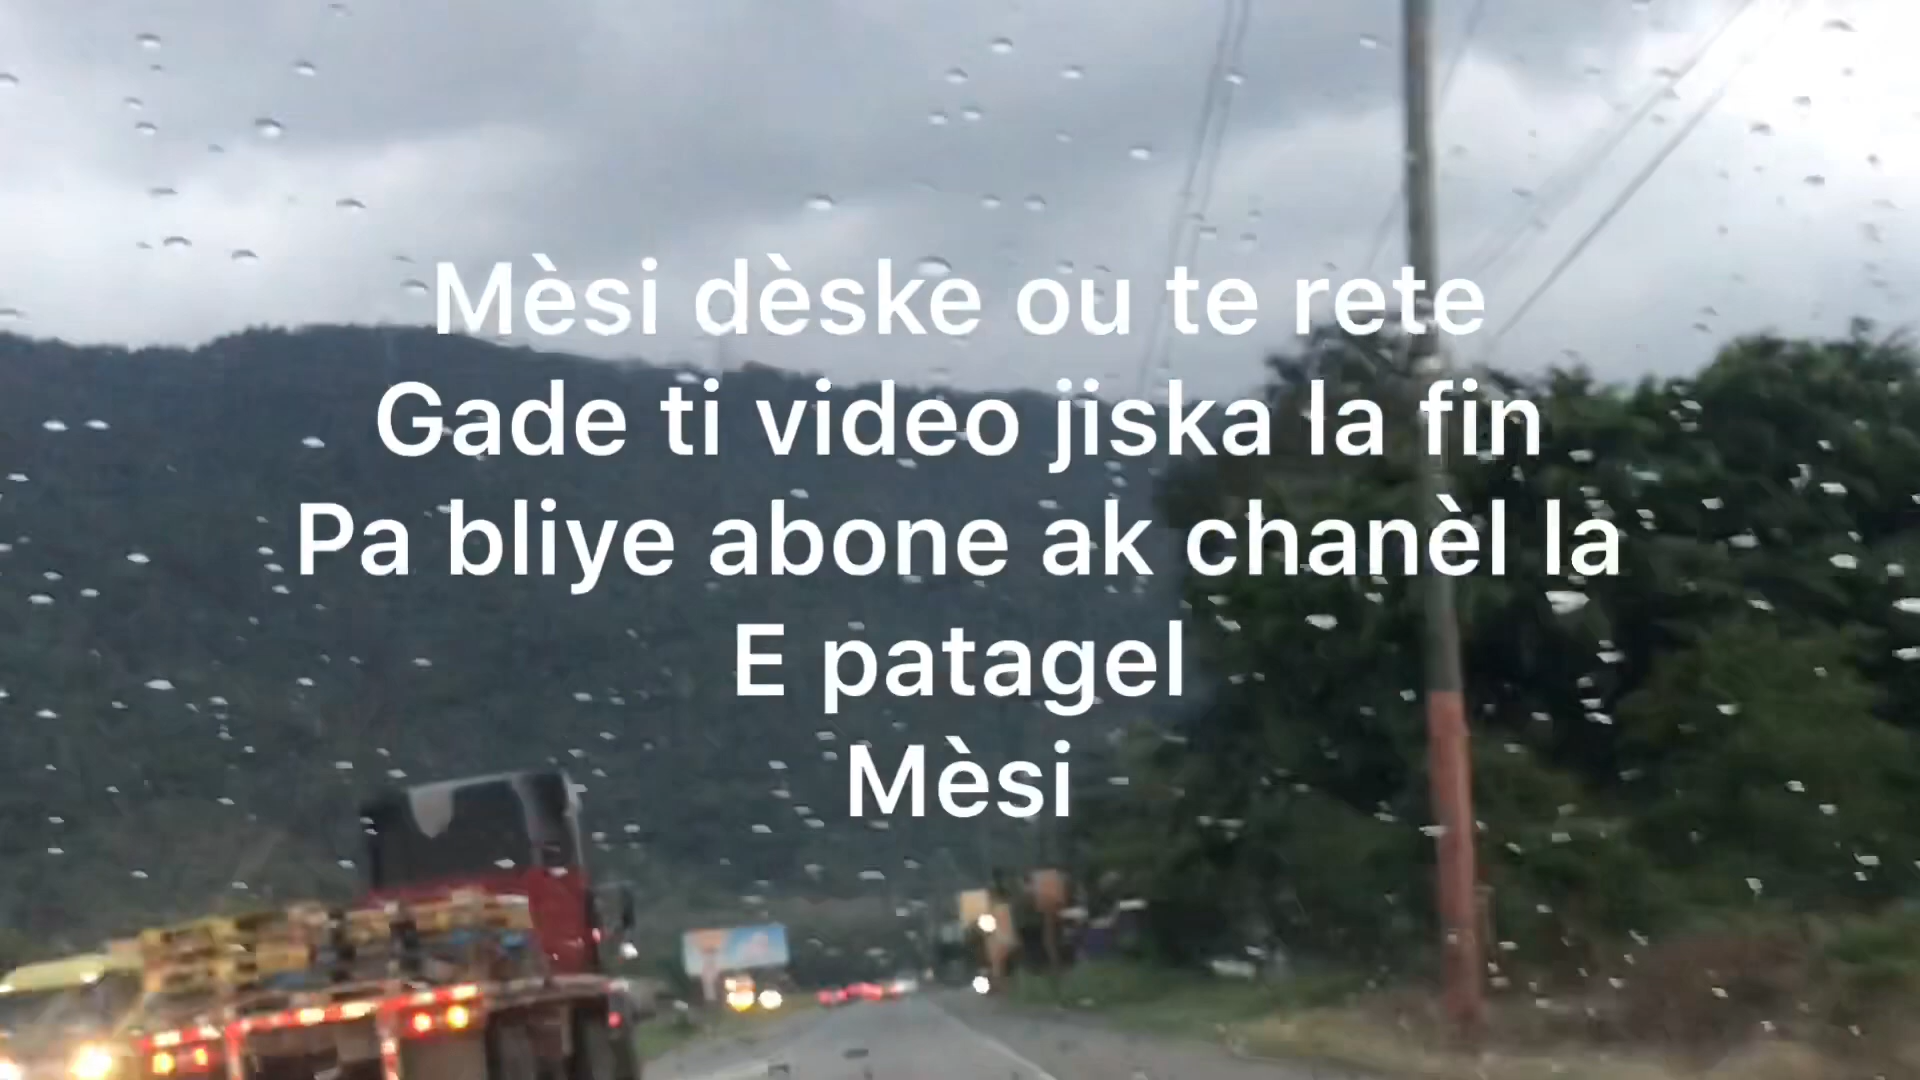 Mèsi dèske ou te rete
Gade ti video jiska la fin
Pa bliye abone ak chanèl la
E patagel
Mèsi